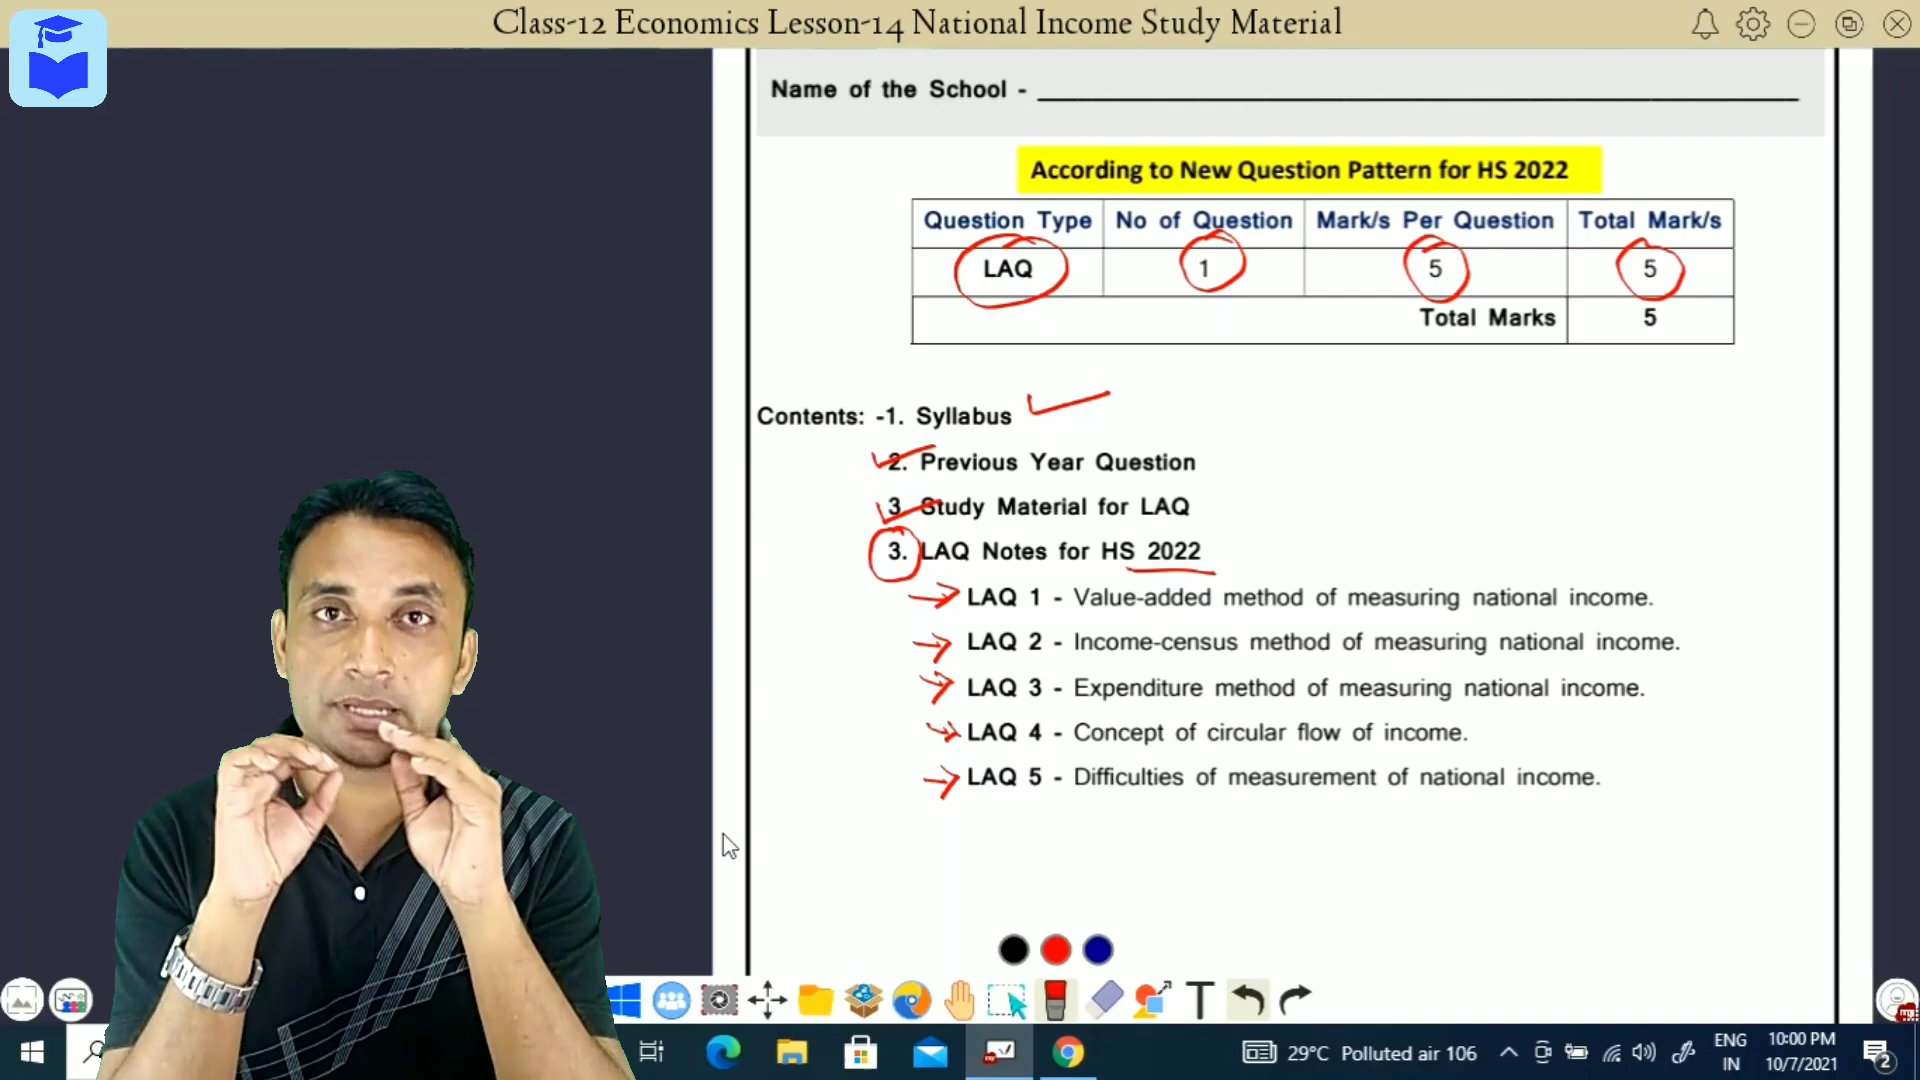 Class-12 Economics Lesson-14 National Income Study Material
Name of the School -
According to New Question Pattern for HS 2022
Question Type No of Question Mark/s Per Question Total Mark/s
LAQ 1 5 5
Total Marks 5
Contents: -1. Syllabus
2. Previous Year Question
3. Study Material for LAQ
3. LAQ Notes for HS 2022
LAQ 1 - Value-added method of measuring national income.
LAQ 2 - Income-census method of measuring national income.
LAQ 3 - Expenditure method of measuring national income.
LAQ 4 - Concept of circular flow of income.
LAQ 5 - Difficulties of measurement of national income.
T
29°C Polluted air 106
ENG
IN
10:00 PM
10/7/2021
2